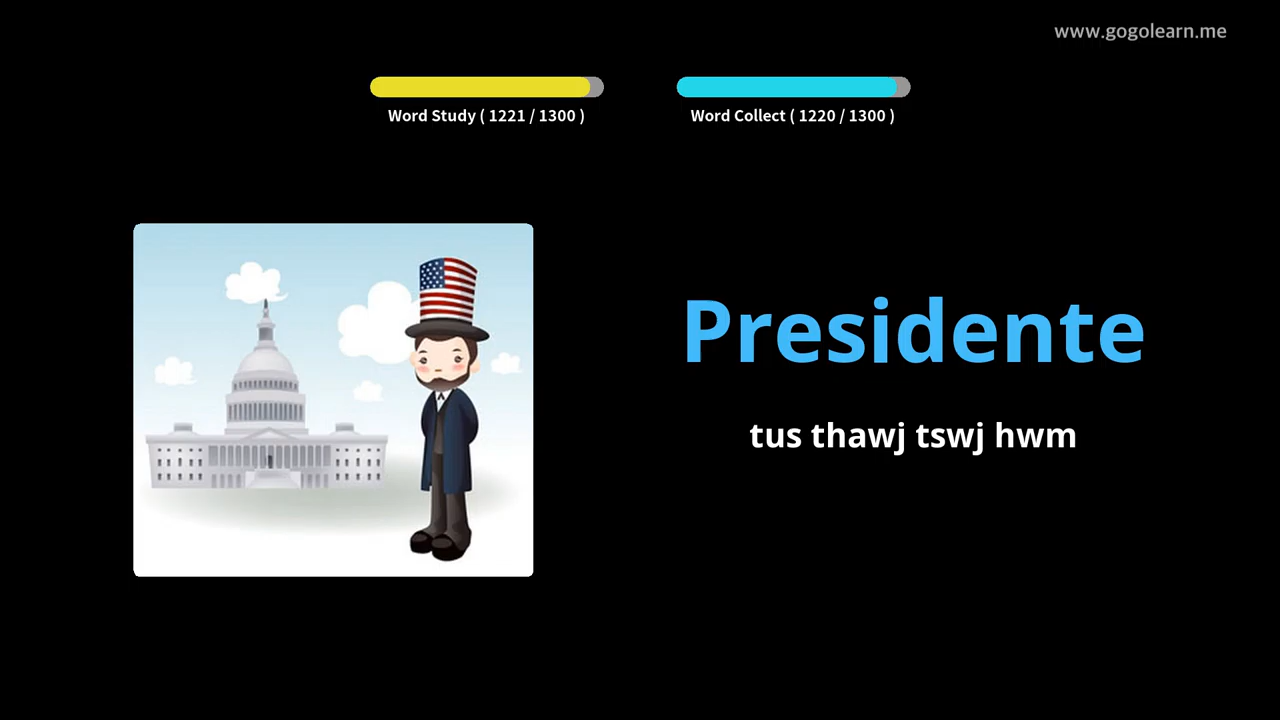 www.gogolearn.me
Word Study ( 1221 / 1300 )
Word Collect ( 1220 / 1300 )
Presidente
tus thawj tswj hwm